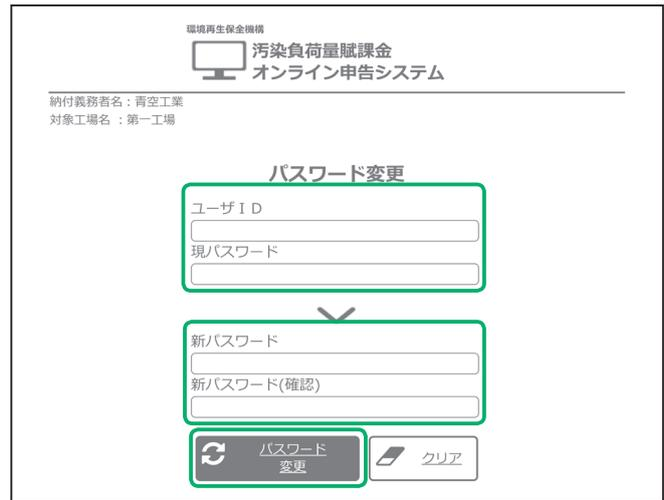 環境再生保全機構
汚染負荷量賦課金
オンライン申告システム
納付義務者名：青空工業
対象工場名 ：第一工場
パスワード変更
ユーザＩＤ
現パスワード
新パスワード
新パスワード(確認)
パスワード
変更
クリア